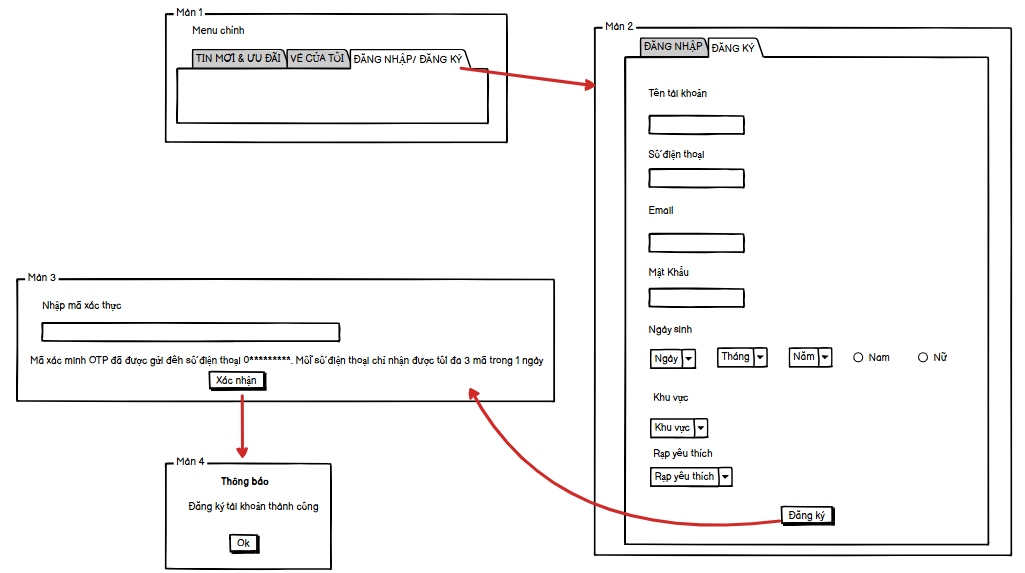 Màn 1
Menu chính
TIN MỚI & ƯU ĐÃI
VÉ CỦA TÔI
ĐĂNG NHẬP/ ĐĂNG KÝ
Màn 2
ĐĂNG NHẬP
ĐĂNG KÝ
Tên tài khoản
Số điện thoại
Email
Mật Khẩu
Ngày sinh
Ngày
Tháng
Năm
Nam
Nữ
Khu vực
Khu vực
Rạp yêu thích
Rạp yêu thích
Đăng ký
Màn 3
Nhập mã xác thực
Mã xác minh OTP đã được gửi đến số điện thoại 0*********. Mỗi số điện thoại chỉ nhận được tối đa 3 mã trong 1 ngày
Xác nhận
Màn 4
Thông báo
Đăng ký tài khoản thành công
Ok